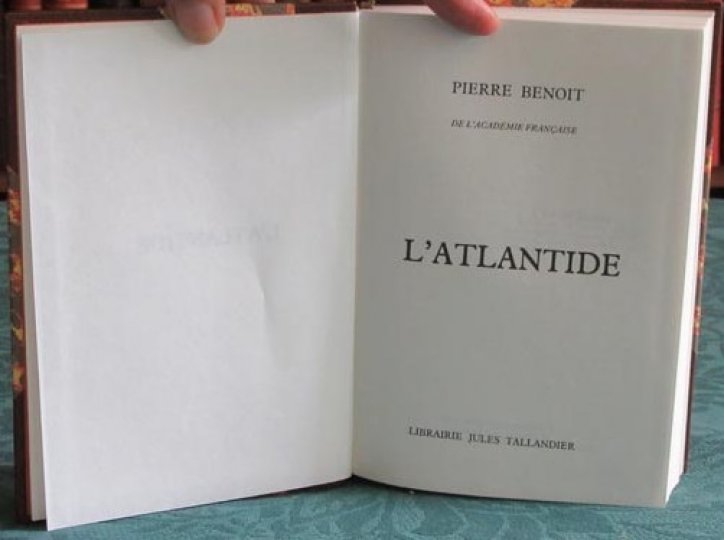 PIERRE BENOIT
DE L'ACADÉMIE FRANÇAISE
L'ATLANTIDE
LIBRAIRIE JULES TALLANDIER